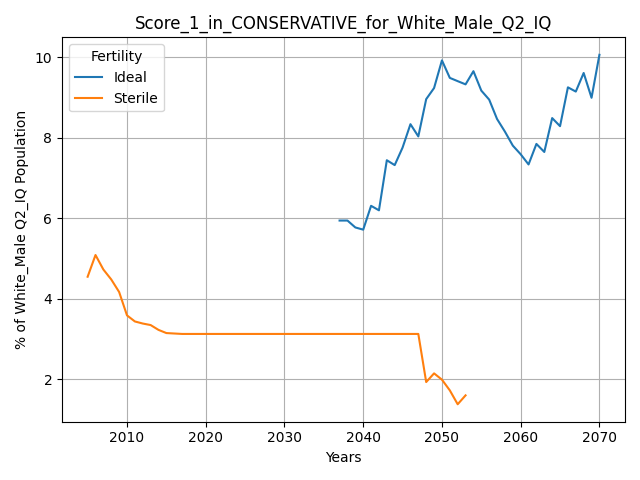 Score_1_in_CONSERVATIVE_for_White_Male_Q2_IQ
Fertility
Ideal
Sterile
% of White_Male Q2_IQ Population
10
8
6
4
2
2010 2020 2030 2040 2050 2060 2070
Years